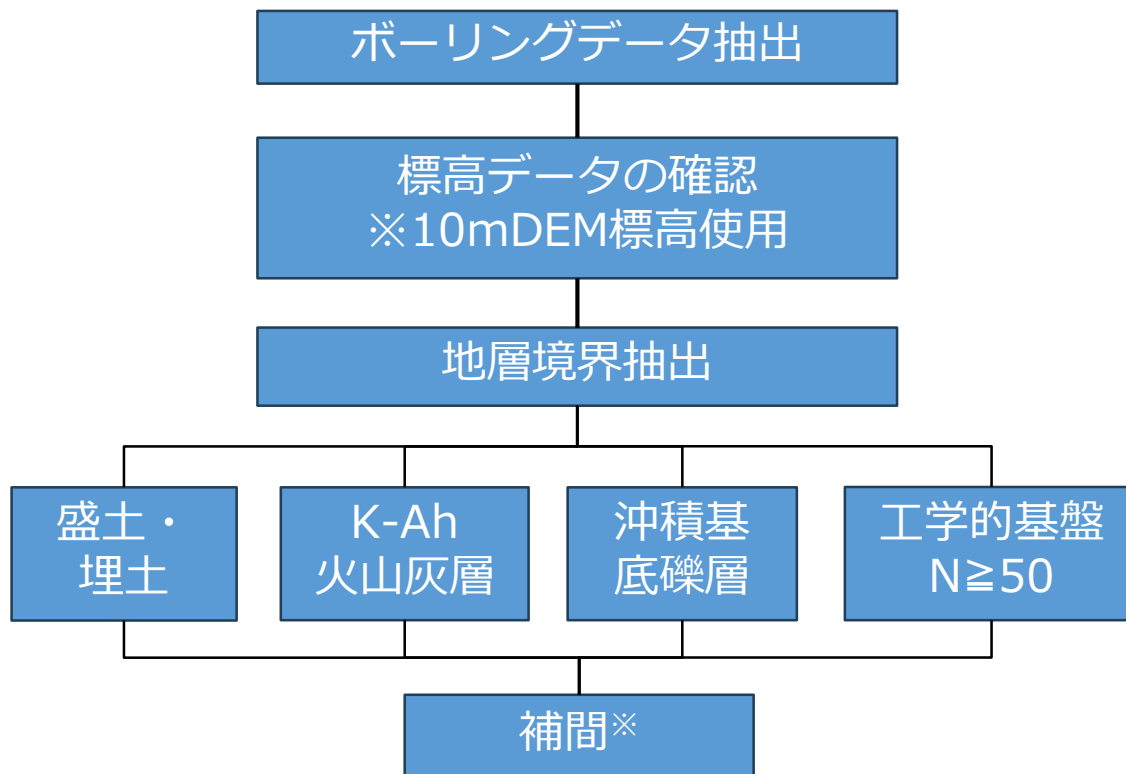 ボーリングデータ抽出
標高データの確認
※10mDEM標高使用
地層境界抽出
盛土・
埋土
K-Ah
火山灰層
沖積基
底礫層
工学的基盤
N≧50
補間※